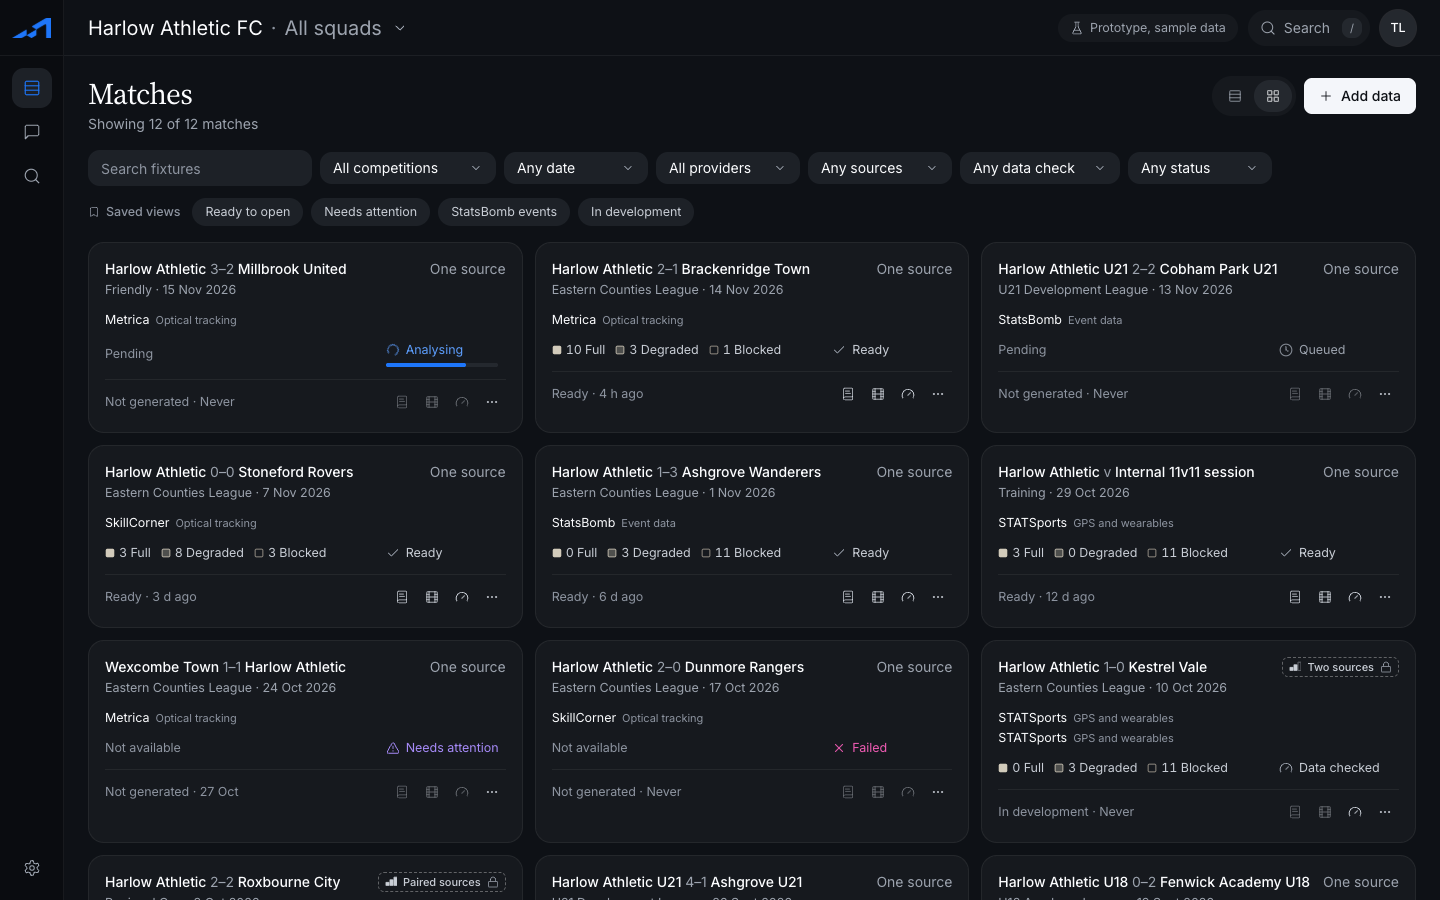 Harlow Athletic FC · All squads
Prototype, sample data
Search /
TL
Matches
Showing 12 of 12 matches
Add data
Search fixtures
All competitions
Any date
All providers
Any sources
Any data check
Any status
Saved views
Ready to open
Needs attention
StatsBomb events
In development
Harlow Athletic 3–2 Millbrook United
One source
Friendly · 15 Nov 2026
Metrica Optical tracking
Pending
Analysing
Not generated · Never
Harlow Athletic 2–1 Brackenridge Town
One source
Eastern Counties League · 14 Nov 2026
Metrica Optical tracking
10 Full 3 Degraded 1 Blocked
Ready
Ready · 4 h ago
Harlow Athletic U21 2–2 Cobham Park U21
One source
U21 Development League · 13 Nov 2026
StatsBomb Event data
Pending
Queued
Not generated · Never
Harlow Athletic 0–0 Stoneford Rovers
One source
Eastern Counties League · 7 Nov 2026
SkillCorner Optical tracking
3 Full 8 Degraded 3 Blocked
Ready
Ready · 3 d ago
Harlow Athletic 1–3 Ashgrove Wanderers
One source
Eastern Counties League · 1 Nov 2026
StatsBomb Event data
0 Full 3 Degraded 11 Blocked
Ready
Ready · 6 d ago
Harlow Athletic v Internal 11v11 session
One source
Training · 29 Oct 2026
STATSports GPS and wearables
3 Full 0 Degraded 11 Blocked
Ready
Ready · 12 d ago
Wexcombe Town 1–1 Harlow Athletic
One source
Eastern Counties League · 24 Oct 2026
Metrica Optical tracking
Not available
Needs attention
Not generated · 27 Oct
Harlow Athletic 2–0 Dunmore Rangers
One source
Eastern Counties League · 17 Oct 2026
SkillCorner Optical tracking
Not available
Failed
Not generated · Never
Harlow Athletic 1–0 Kestrel Vale
Two sources
Eastern Counties League · 10 Oct 2026
STATSports GPS and wearables
STATSports GPS and wearables
0 Full 3 Degraded 11 Blocked
Data checked
In development · Never
Harlow Athletic 2–2 Roxbourne City
Paired sources
Harlow Athletic U21 4–1 Ashgrove U21
One source
Harlow Athletic U18 0–2 Fenwick Academy U18
One source